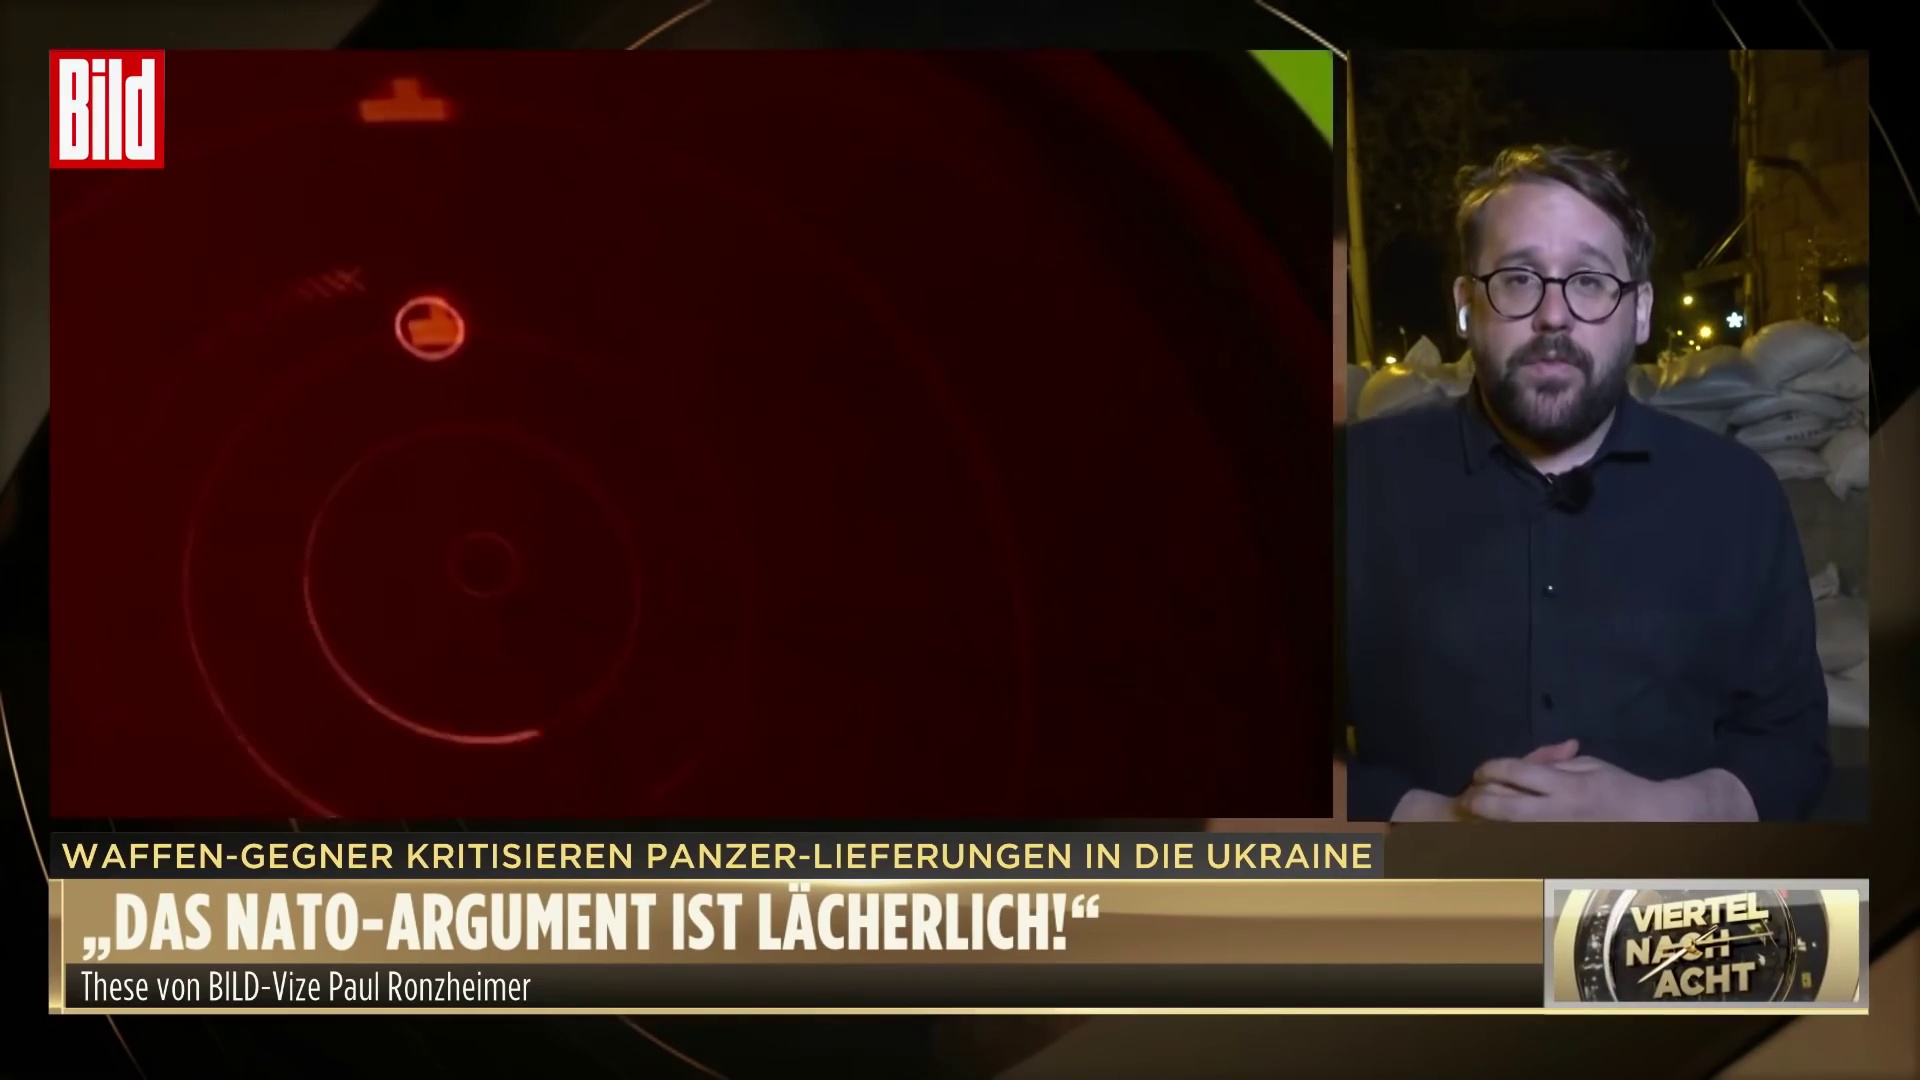 Bild
WAFFEN-GEGNER KRITISIEREN PANZER-LIEFERUNGEN IN DIE UKRAINE
„DAS NATO-ARGUMENT IST LÄCHERLICH!“
These von BILD-Vize Paul Ronzheimer
VIERTEL
NACH
ACHT